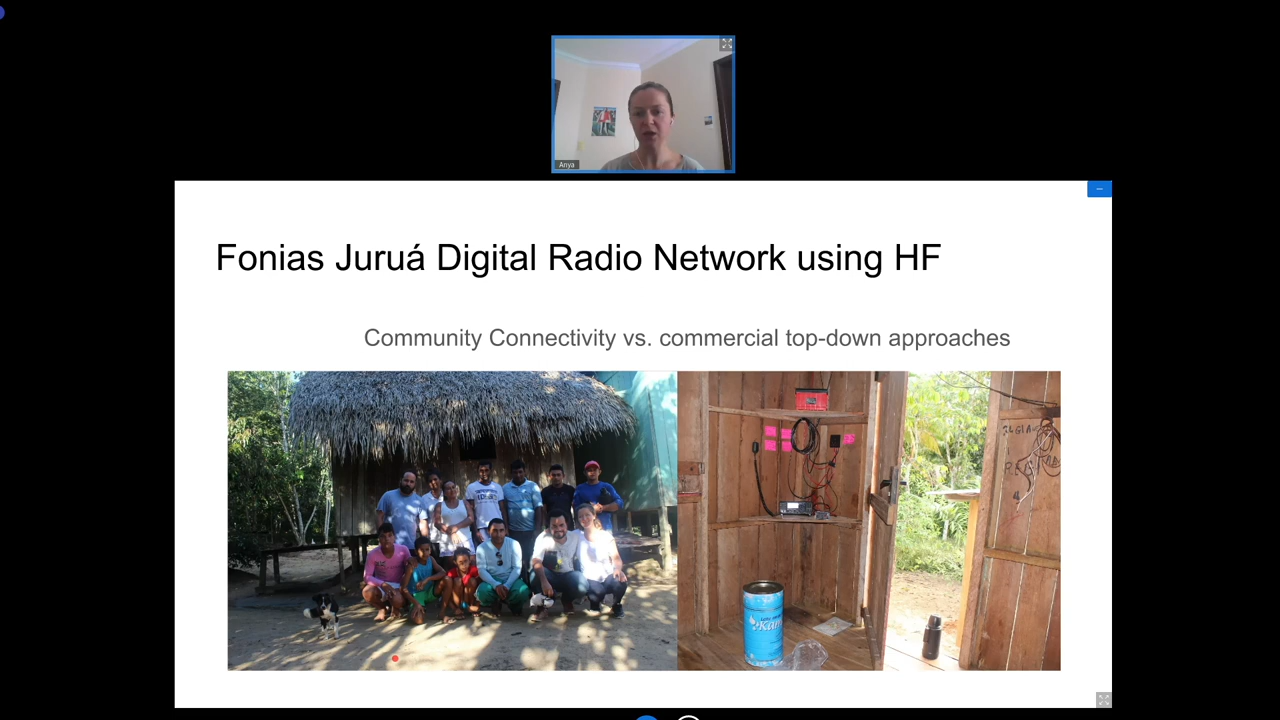 Anya
Fonias Juruá Digital Radio Network using HF
Community Connectivity vs. commercial top-down approaches